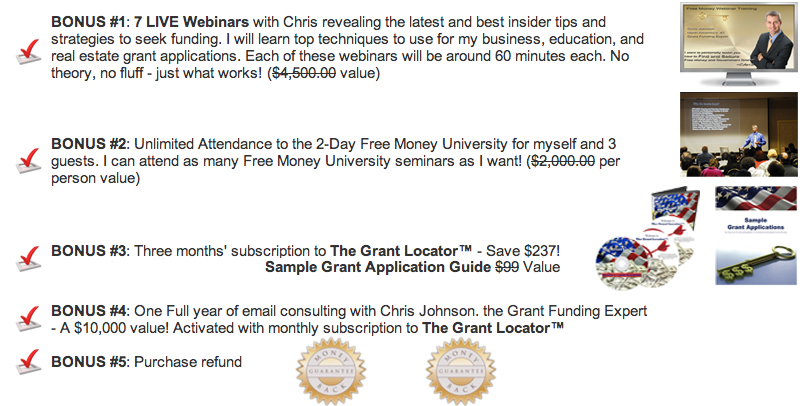 BONUS #1: 7 LIVE Webinars with Chris revealing the latest and best insider tips and
strategies to seek funding. I will learn top techniques to use for my business, education, and
real estate grant applications. Each of these webinars will be around 60 minutes each. No
theory, no fluff - just what works! ($4,500.00 value)
Free Money Webinar Training
BONUS #2: Unlimited Attendance to the 2-Day Free Money University for myself and 3
guests. I can attend as many Free Money University seminars as I want! ($2,000.00 per
person value)
BONUS #3: Three months' subscription to The Grant Locator™ - Save $237!
Sample Grant Application Guide $99 Value
Sample
Grant Applications
$$$
BONUS #4: One Full year of email consulting with Chris Johnson. the Grant Funding Expert
- A $10,000 value! Activated with monthly subscription to The Grant Locator™
BONUS #5: Purchase refund
MONEY
GUARANTEE
BACK
MONEY
GUARANTEE
BACK